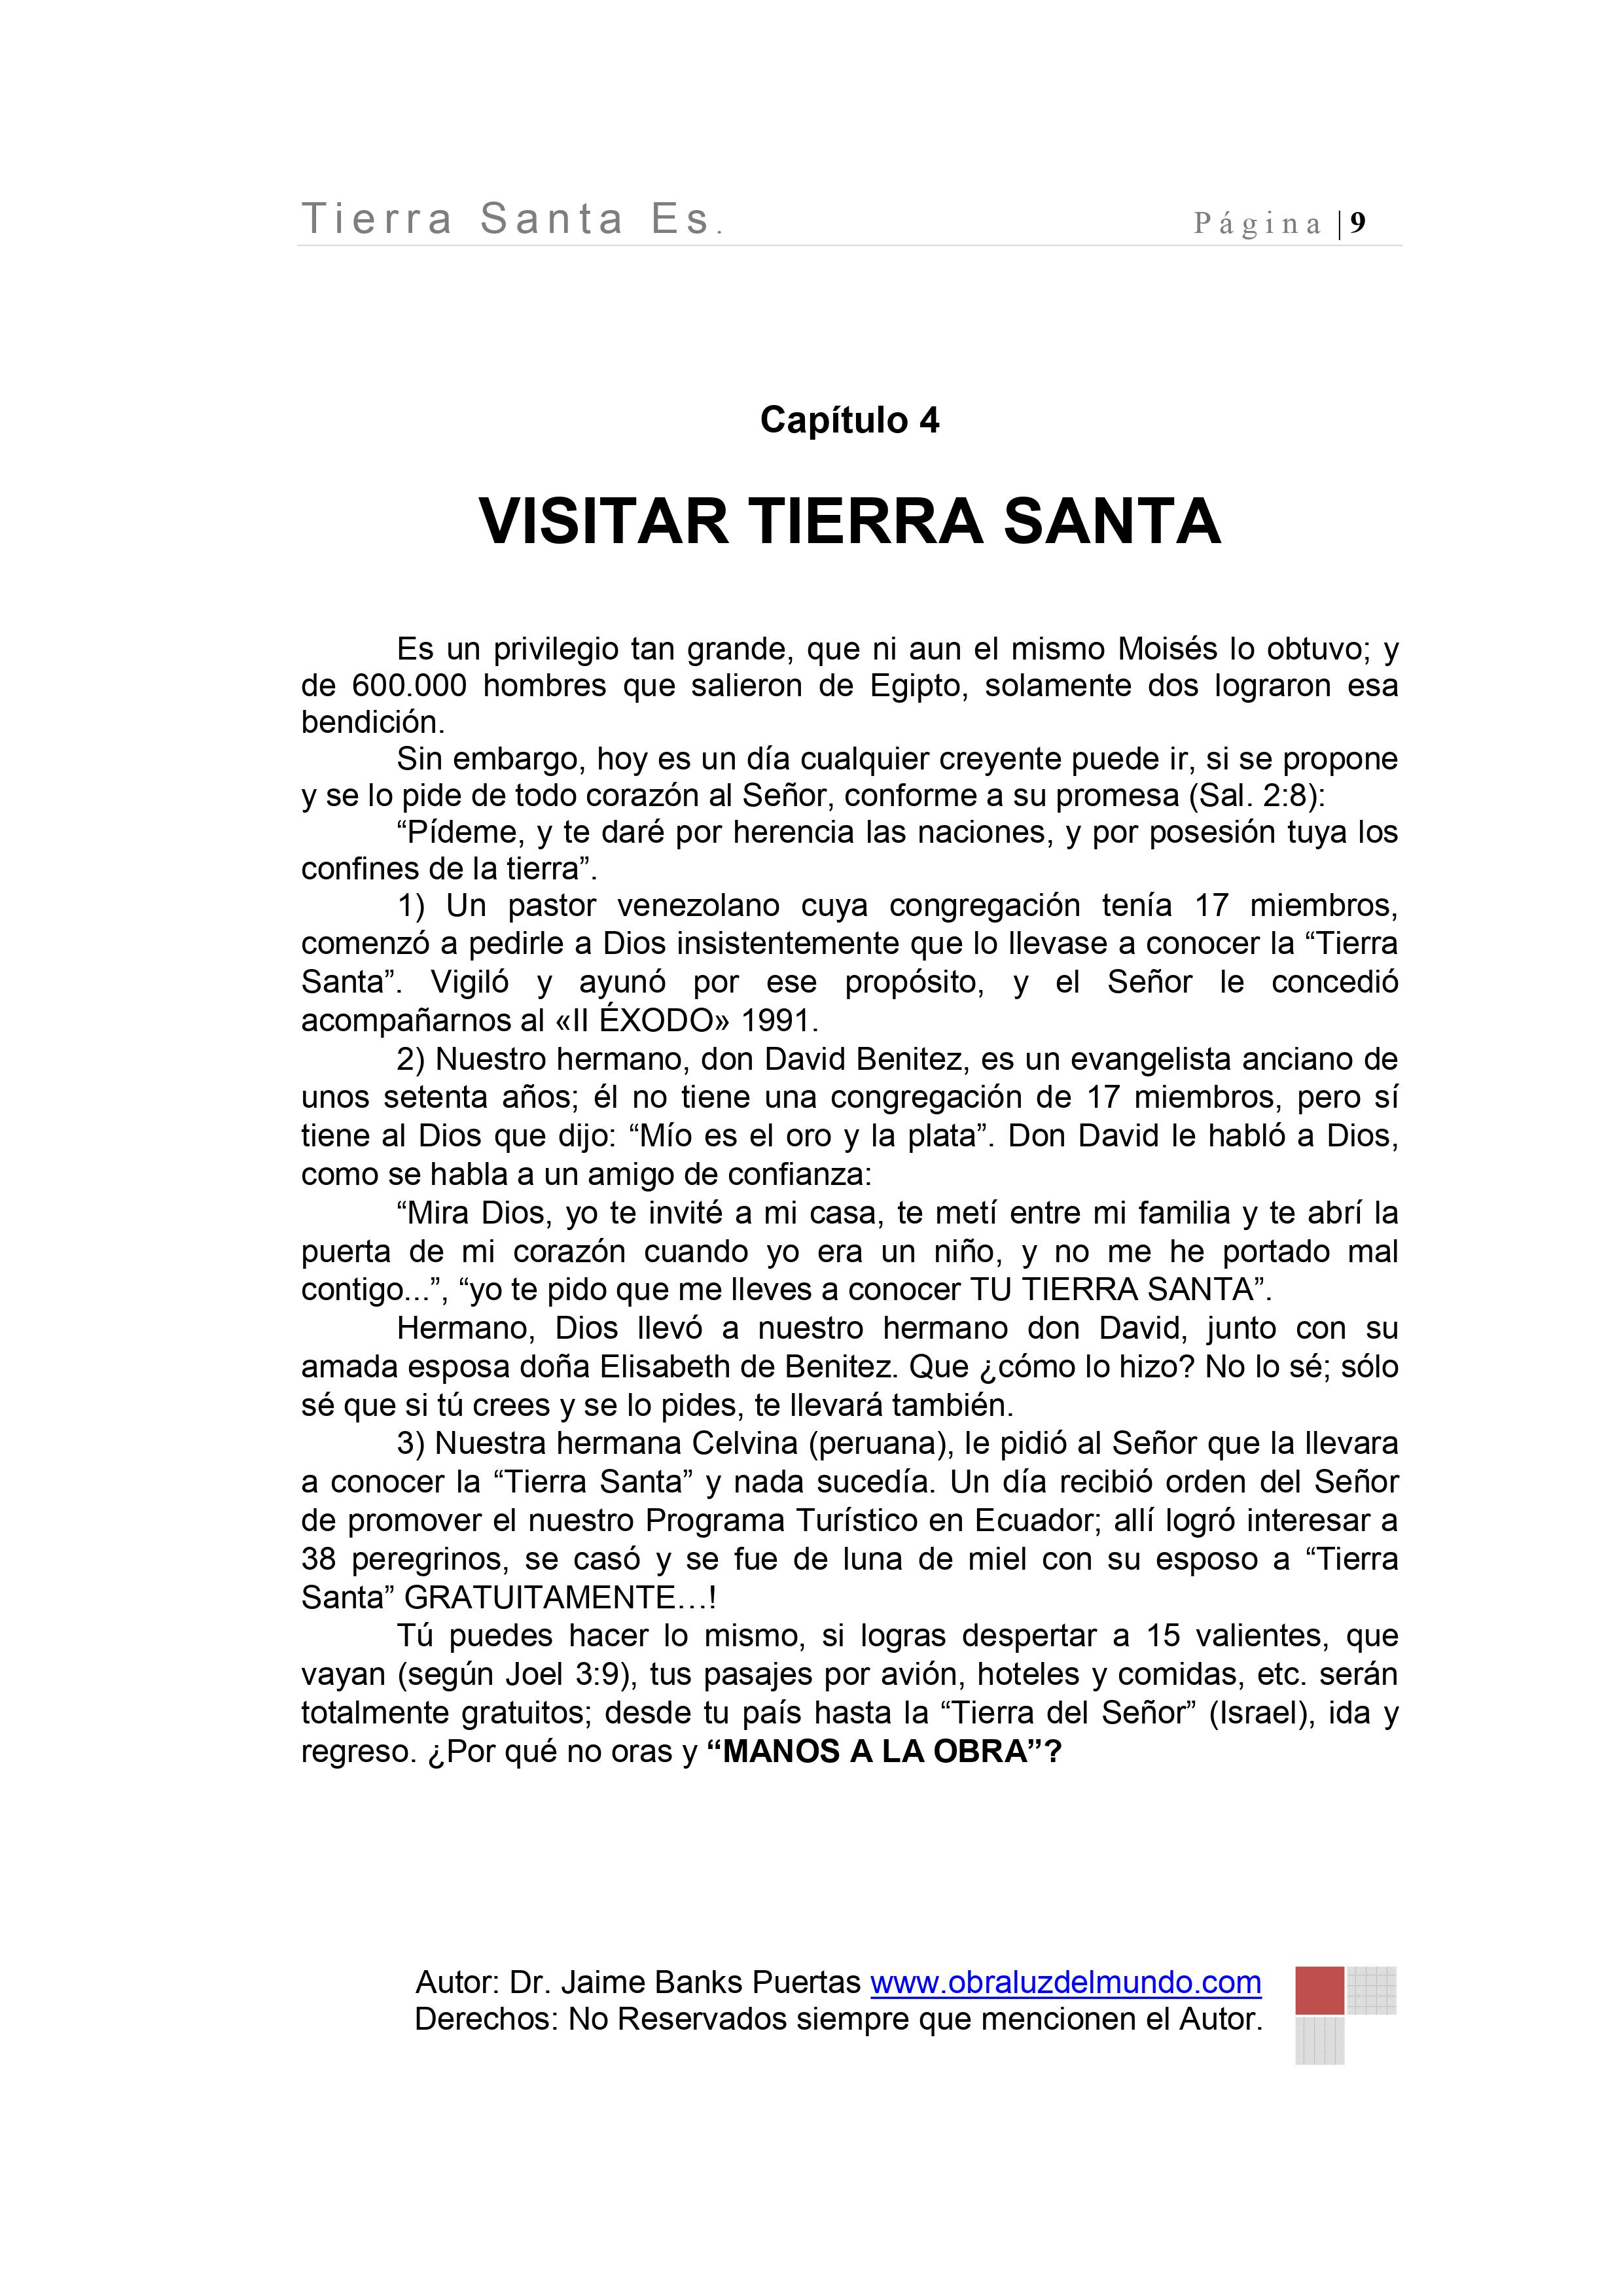 Tierra Santa Es. Página | 9
Capítulo 4
VISITAR TIERRA SANTA
Es un privilegio tan grande, que ni aun el mismo Moisés lo obtuvo; y
de 600.000 hombres que salieron de Egipto, solamente dos lograron esa
bendición.
Sin embargo, hoy es un día cualquier creyente puede ir, si se propone
y se lo pide de todo corazón al Señor, conforme a su promesa (Sal. 2:8):
“Pídeme, y te daré por herencia las naciones, y por posesión tuya los
confines de la tierra”.
1) Un pastor venezolano cuya congregación tenía 17 miembros,
comenzó a pedirle a Dios insistentemente que lo llevase a conocer la “Tierra
Santa”. Vigiló y ayunó por ese propósito, y el Señor le concedió
acompañarnos al «II ÉXODO» 1991.
2) Nuestro hermano, don David Benitez, es un evangelista anciano de
unos setenta años; él no tiene una congregación de 17 miembros, pero sí
tiene al Dios que dijo: “Mío es el oro y la plata”. Don David le habló a Dios,
como se habla a un amigo de confianza:
“Mira Dios, yo te invité a mi casa, te metí entre mi familia y te abrí la
puerta de mi corazón cuando yo era un niño, y no me he portado mal
contigo...”, “yo te pido que me lleves a conocer TU TIERRA SANTA”.
Hermano, Dios llevó a nuestro hermano don David, junto con su
amada esposa doña Elisabeth de Benitez. Que ¿cómo lo hizo? No lo sé; sólo
sé que si tú crees y se lo pides, te llevará también.
3) Nuestra hermana Celvina (peruana), le pidió al Señor que la llevara
a conocer la “Tierra Santa” y nada sucedía. Un día recibió orden del Señor
de promover el nuestro Programa Turístico en Ecuador; allí logró interesar a
38 peregrinos, se casó y se fue de luna de miel con su esposo a “Tierra
Santa” GRATUITAMENTE…!
Tú puedes hacer lo mismo, si logras despertar a 15 valientes, que
vayan (según Joel 3:9), tus pasajes por avión, hoteles y comidas, etc. serán
totalmente gratuitos; desde tu país hasta la “Tierra del Señor” (Israel), ida y
regreso. ¿Por qué no oras y “MANOS A LA OBRA”?
Autor: Dr. Jaime Banks Puertas www.obraluzdelmundo.com
Derechos: No Reservados siempre que mencionen el Autor.